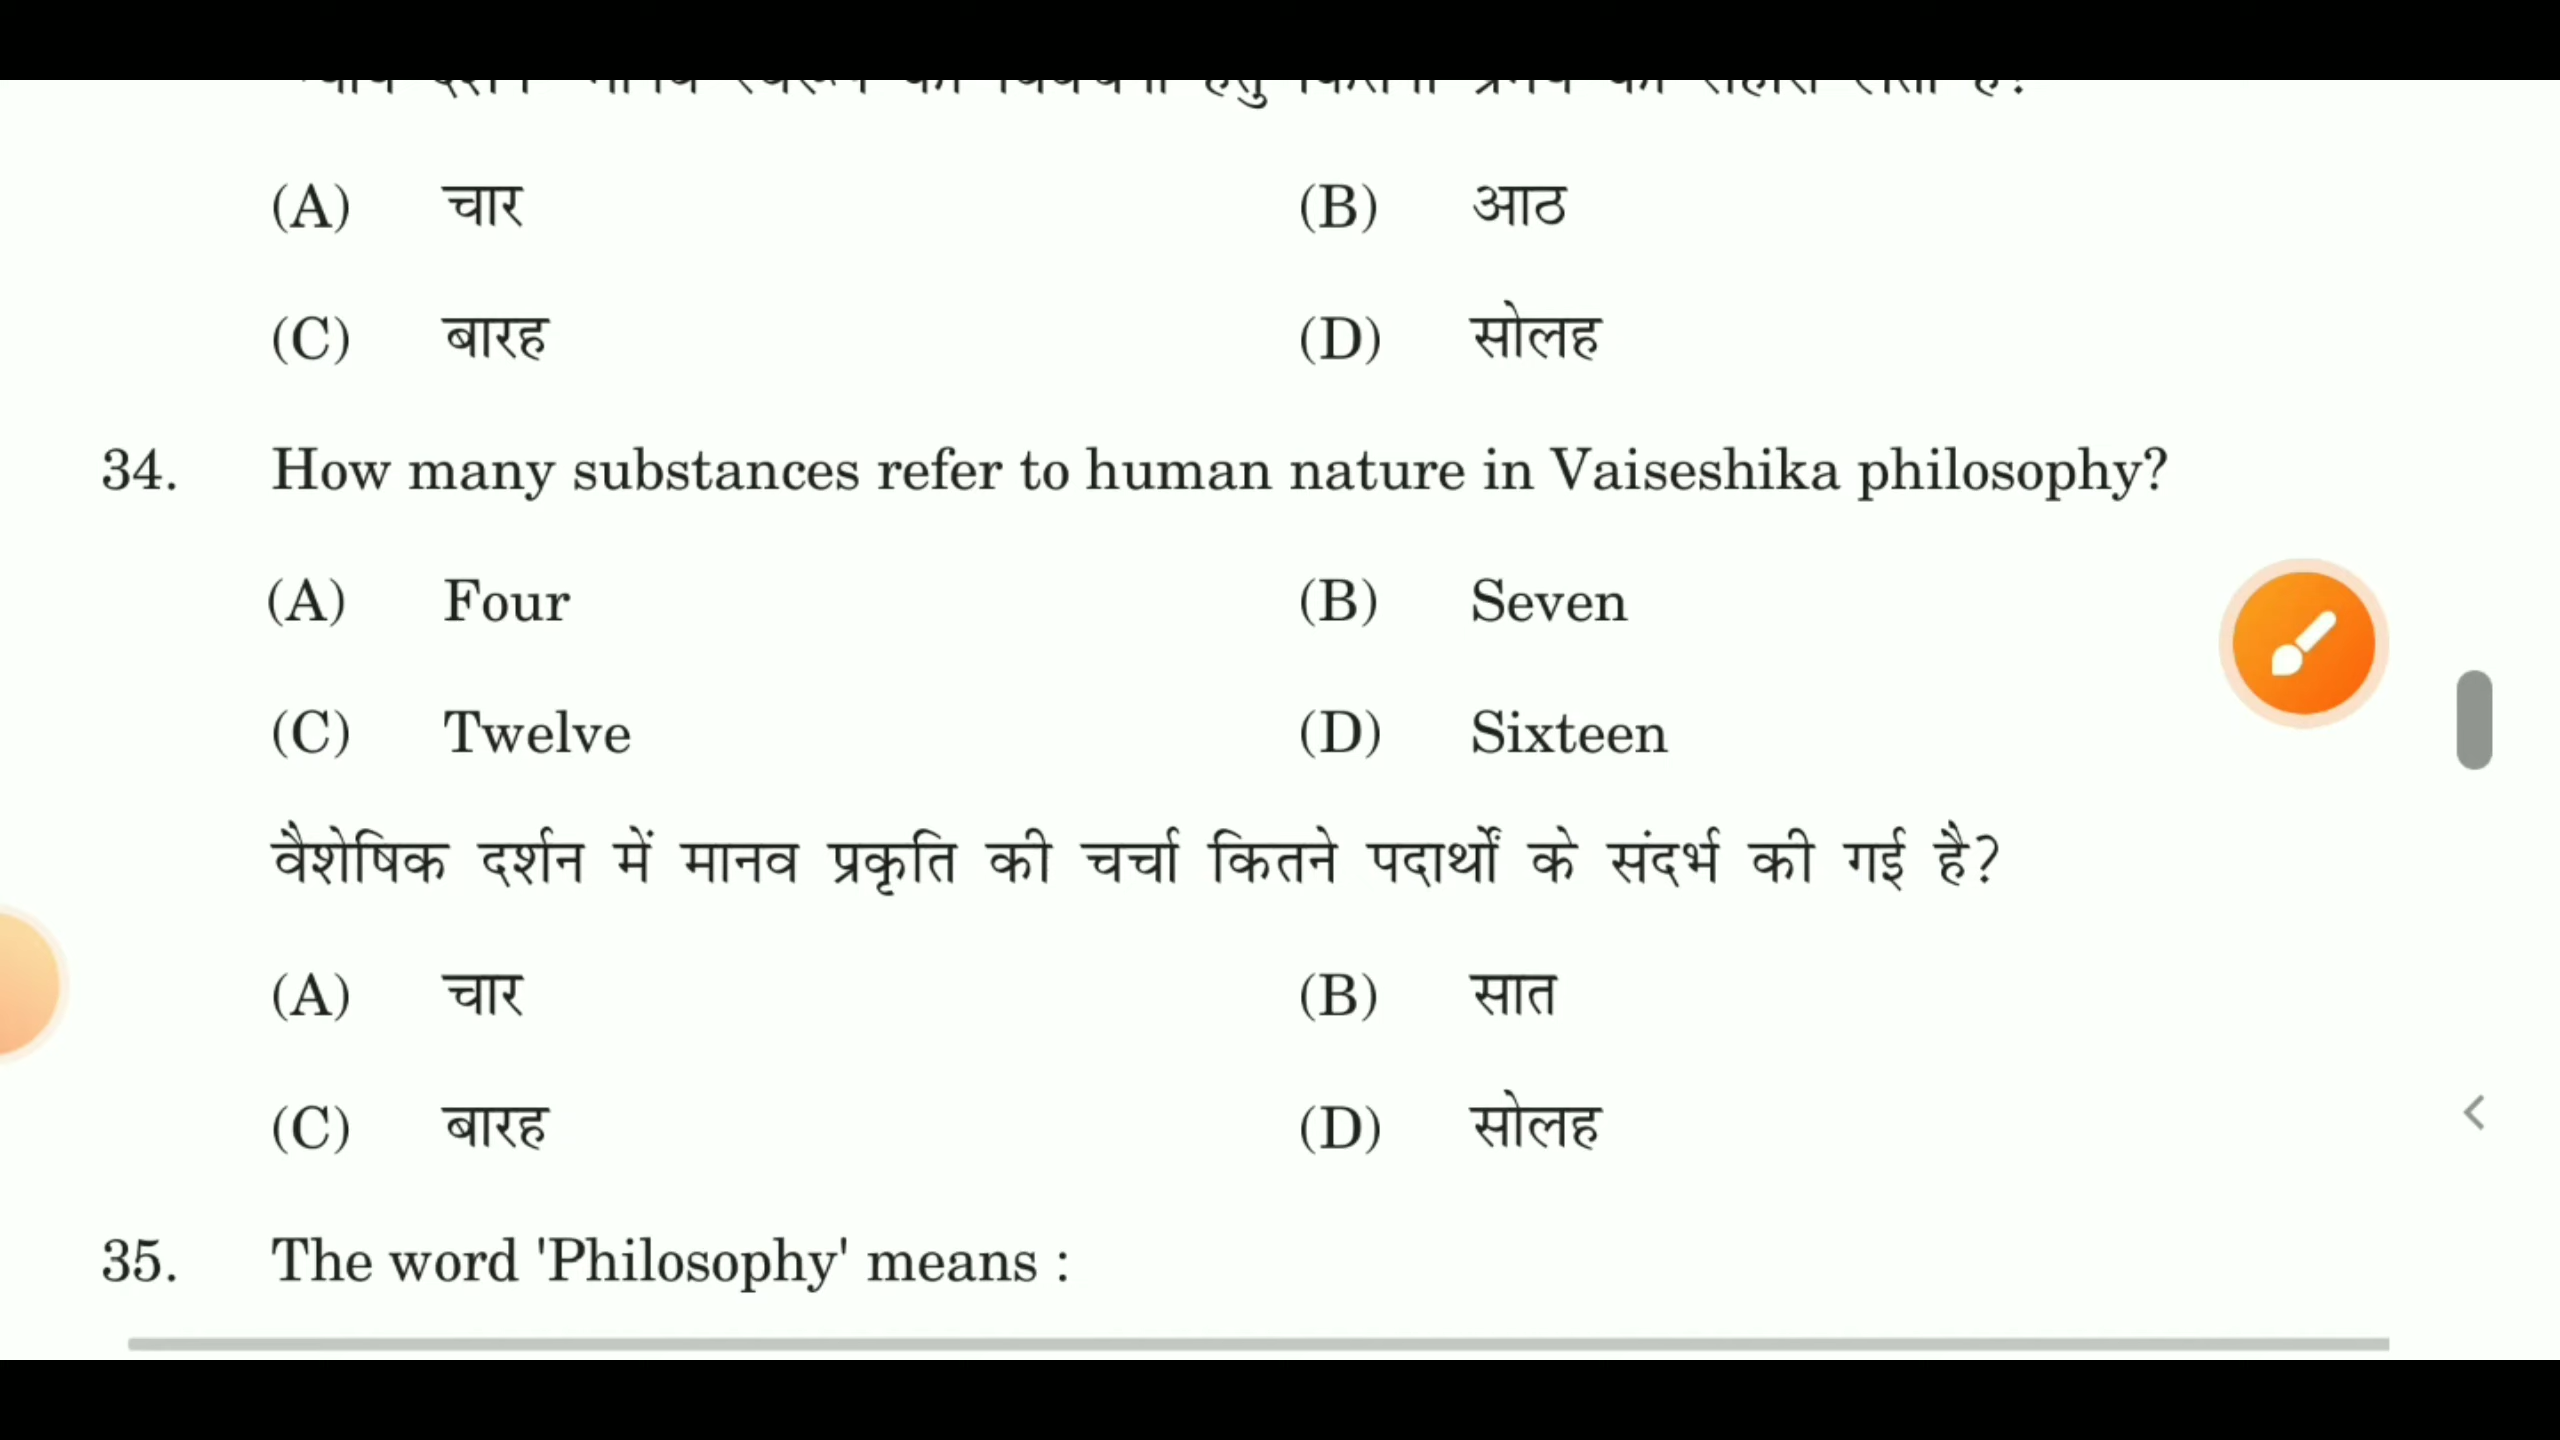 (A) चार (B) आठ
(C) बारह (D) सोलह
34. How many substances refer to human nature in Vaiseshika philosophy?
(A) Four (B) Seven
(C) Twelve (D) Sixteen
वैशेषिक दर्शन में मानव प्रकृति की चर्चा कितने पदार्थों के संदर्भ की गई है?
(A) चार (B) सात
(C) बारह (D) सोलह
35. The word 'Philosophy' means :